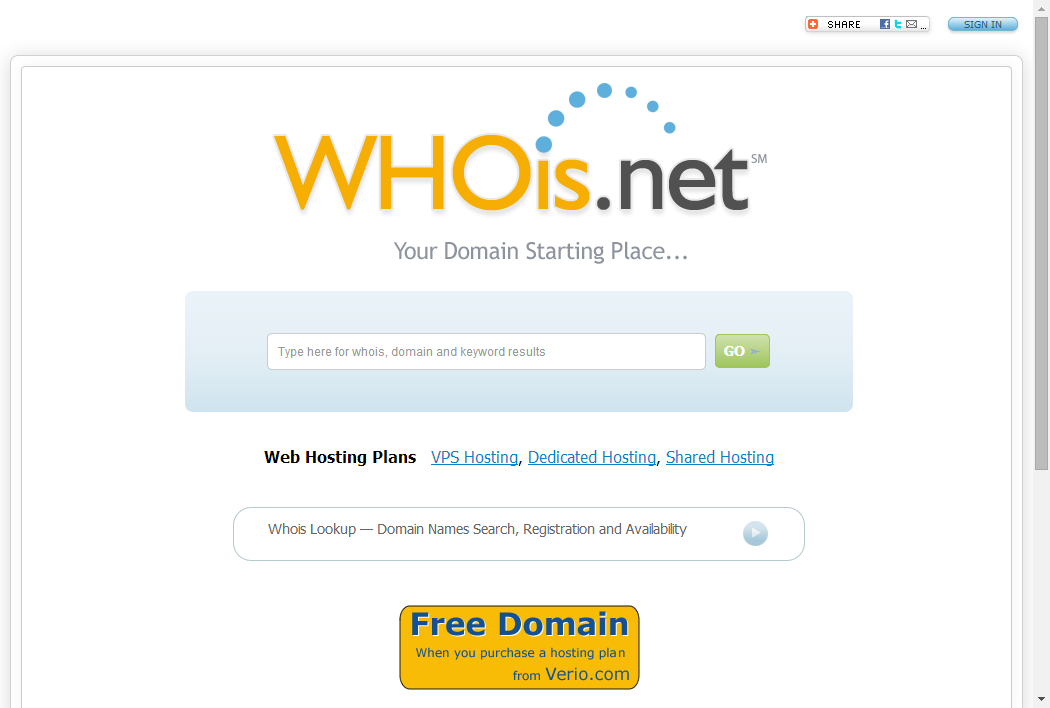 SHARE ...
SIGN IN
WHOis.net SM
Your Domain Starting Place...
Type here for whois, domain and keyword results
GO
Web Hosting Plans VPS Hosting, Dedicated Hosting, Shared Hosting
Whois Lookup — Domain Names Search, Registration and Availability
Free Domain
When you purchase a hosting plan
from Verio.com